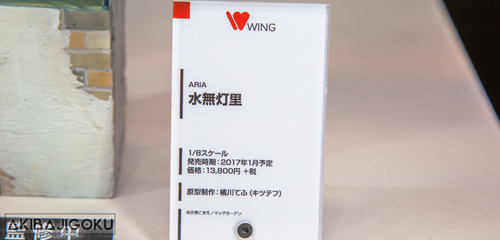 WING
ARIA
水無灯里
1/8スケール
発売時期：2017年1月予定
価格：13,800円 +税
原型制作：橘川てふ（キツテフ）
©天野こずえ／マッグガーデン
AKIBAJIGOKU